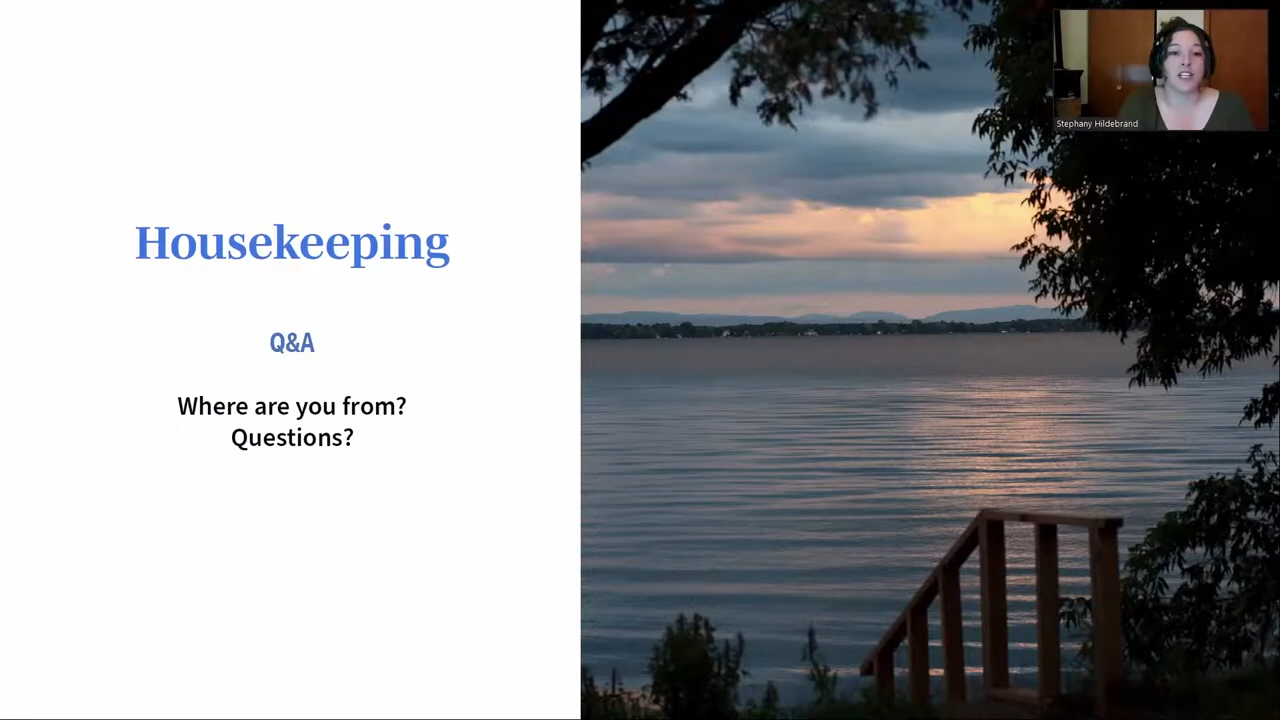 Housekeeping
Q&A
Where are you from?
Questions?
Stephany Hildebrand